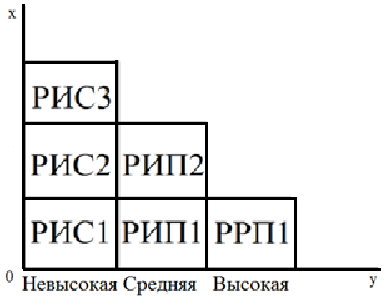 x
РИС3
РИС2 РИП2
РИС1 РИП1 РРП1
0 Невысокая Средняя Высокая y